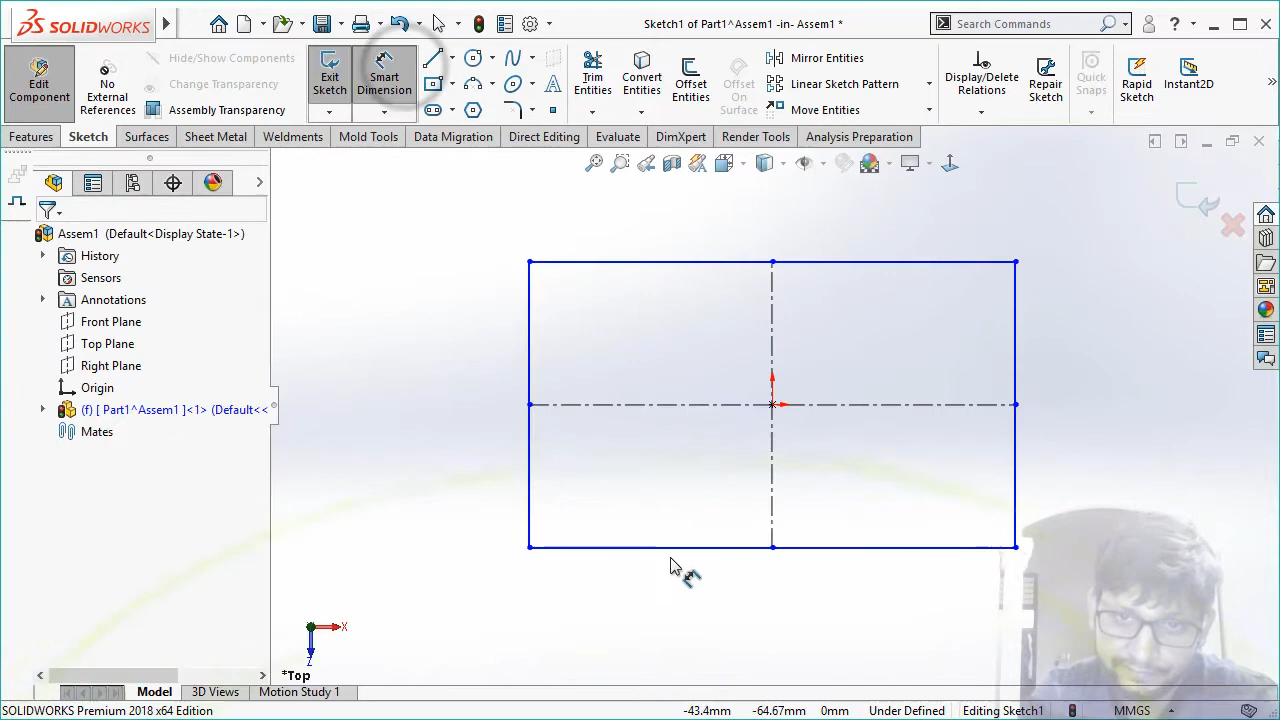 SOLIDWORKS
Sketch1 of Part1^Assem1 -in- Assem1 *
Search Commands
?
Edit Component
No External References
Hide/Show Components
Change Transparency
Assembly Transparency
Exit Sketch
Smart Dimension
Trim Entities
Convert Entities
Offset Entities
Offset On Surface
Mirror Entities
Linear Sketch Pattern
Move Entities
Display/Delete Relations
Repair Sketch
Quick Snaps
Rapid Sketch
Instant2D
Features
Sketch
Surfaces
Sheet Metal
Weldments
Mold Tools
Data Migration
Direct Editing
Evaluate
DimXpert
Render Tools
Analysis Preparation
Assem1 (Default<Display State-1>)
History
Sensors
Annotations
Front Plane
Top Plane
Right Plane
Origin
(f) [ Part1^Assem1 ]<1> (Default<<
Mates
X
Z
*Top
Model
3D Views
Motion Study 1
SOLIDWORKS Premium 2018 x64 Edition
-43.4mm
-64.67mm
0mm
Under Defined
Editing Sketch1
MMGS